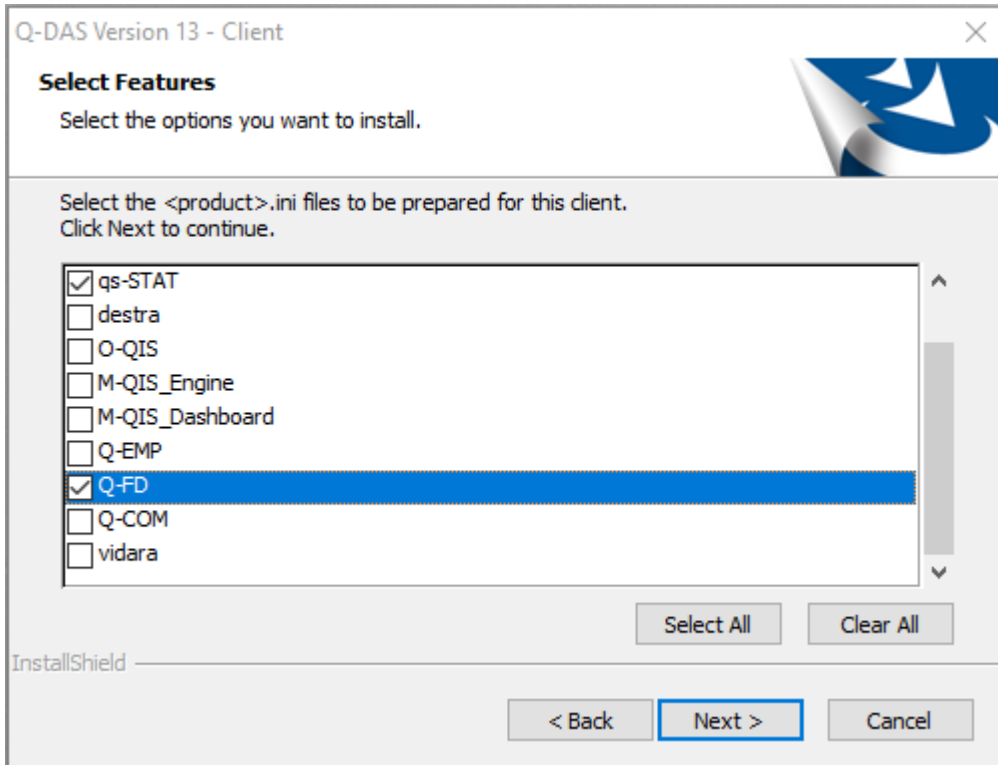 Q-DAS Version 13 - Client
Select Features
Select the options you want to install.
Select the <product>.ini files to be prepared for this client.
Click Next to continue.
qs-STAT
destra
O-QIS
M-QIS_Engine
M-QIS_Dashboard
Q-EMP
Q-FD
Q-COM
vidara
Select All
Clear All
InstallShield
< Back
Next >
Cancel